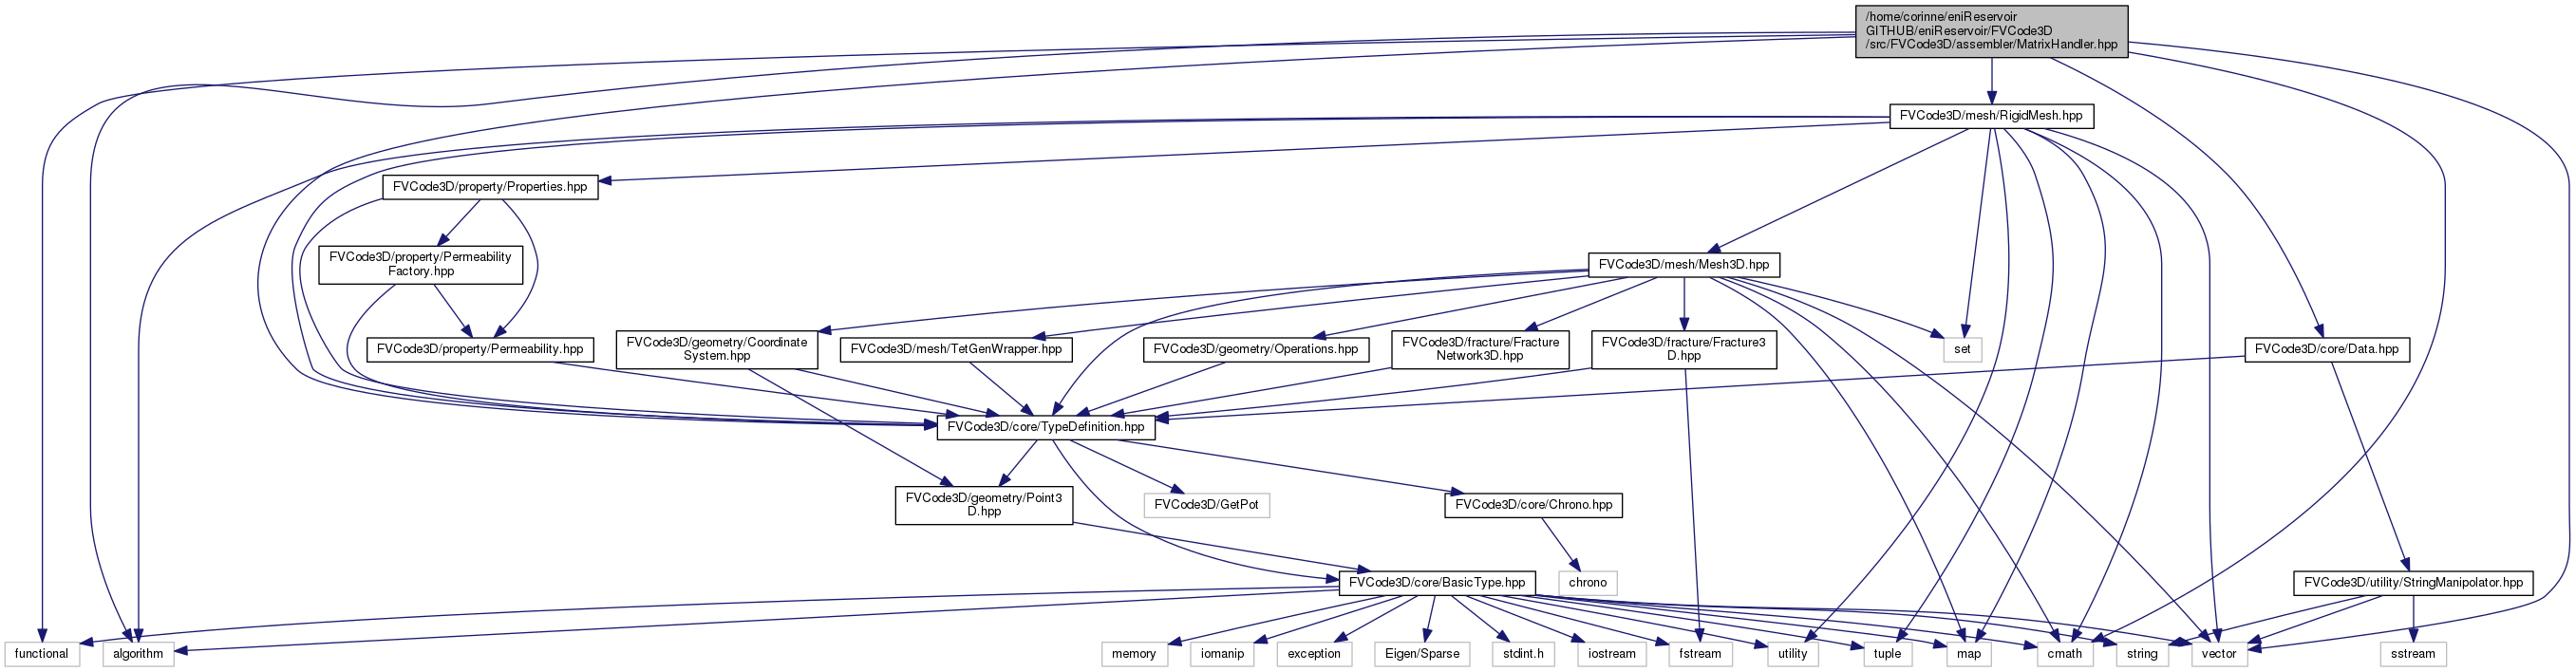 /home/corinne/eniReservoir
GITHUB/eniReservoir/FVCode3D
/src/FVCode3D/assembler/MatrixHandler.hpp
FVCode3D/mesh/RigidMesh.hpp
FVCode3D/property/Properties.hpp
FVCode3D/property/Permeability
Factory.hpp
FVCode3D/mesh/Mesh3D.hpp
FVCode3D/property/Permeability.hpp
FVCode3D/geometry/Coordinate
System.hpp
FVCode3D/mesh/TetGenWrapper.hpp
FVCode3D/geometry/Operations.hpp
FVCode3D/fracture/Fracture
Network3D.hpp
FVCode3D/fracture/Fracture3
D.hpp
set
FVCode3D/core/Data.hpp
FVCode3D/core/TypeDefinition.hpp
FVCode3D/geometry/Point3
D.hpp
FVCode3D/GetPot
FVCode3D/core/Chrono.hpp
FVCode3D/core/BasicType.hpp
chrono
FVCode3D/utility/StringManipolator.hpp
functional
algorithm
memory
iomanip
exception
Eigen/Sparse
stdint.h
iostream
fstream
utility
tuple
map
cmath
string
vector
sstream